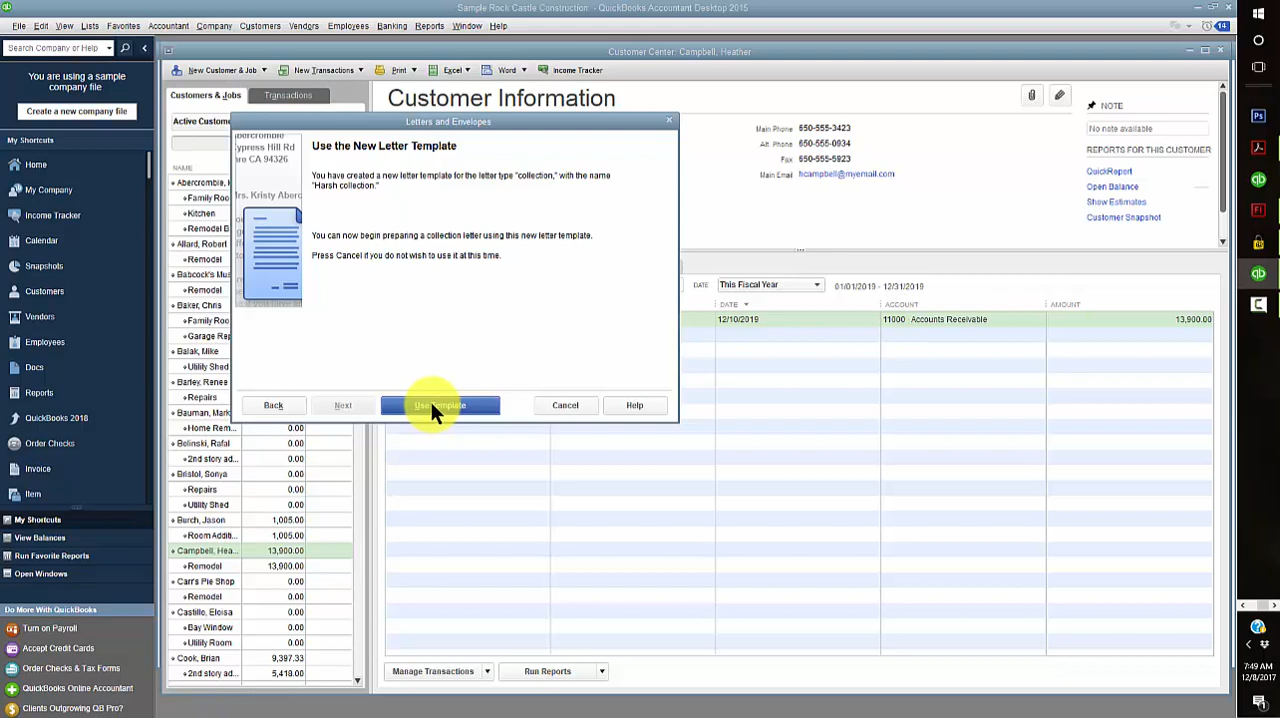 Sample Rock Castle Construction - QuickBooks Accountant Desktop 2015
File Edit View Lists Favorites Accountant Company Customers Vendors Employees Banking Reports Window Help
14
Search Company or Help
Customer Center: Campbell, Heather
New Customer & Job New Transactions Print Excel Word Income Tracker
You are using a sample
company file
Create a new company file
My Shortcuts
Home
My Company
Income Tracker
Calendar
Snapshots
Customers
Vendors
Employees
Docs
Reports
QuickBooks 2018
Order Checks
Invoice
Item
My Shortcuts
View Balances
Run Favorite Reports
Open Windows
Do More With QuickBooks
Turn on Payroll
Accept Credit Cards
Order Checks & Tax Forms
QuickBooks Online Accountant
Clients Outgrowing QB Pro?
Customers & Jobs Transactions
Active Custome
NAME
Abercrombie,
Family Roo
Kitchen
Remodel B
Allard, Robert
Remodel
Babcock's Mus
Remodel
Baker, Chris
Family Roo
Garage Rep
Balak, Mike
Utility Shed
Barley, Renee
Repairs
Bauman, Mark
Home Rem... 0.00
Bolinski, Rafal 0.00
2nd story ad... 0.00
Bristol, Sonya 0.00
Repairs 0.00
Utility Shed 0.00
Burch, Jason 1,005.00
Room Additi... 1,005.00
Campbell, Hea... 13,900.00
Remodel 13,900.00
Carr's Pie Shop 0.00
Remodel 0.00
Castillo, Eloisa 0.00
Bay Window 0.00
Utility Room 0.00
Cook, Brian 9,397.33
2nd story ad... 5,418.00
Customer Information
Main Phone 650-555-3423
Alt. Phone 650-555-0934
Fax 650-555-5923
Main Email hcampbell@myemail.com
NOTE
No note available
REPORTS FOR THIS CUSTOMER
QuickReport
Open Balance
Show Estimates
Customer Snapshot
Letters and Envelopes
bercrombie
ypress Hill Rd
ore CA 94326
Mrs. Kristy Aberc
Use the New Letter Template
You have created a new letter template for the letter type "collection," with the name
"Harsh collection."
You can now begin preparing a collection letter using this new letter template.
Press Cancel if you do not wish to use it at this time.
Back Next Use Template Cancel Help
DATE This Fiscal Year 01/01/2019 - 12/31/2019
DATE ACCOUNT AMOUNT
12/10/2019 11000 Accounts Receivable 13,900.00
Manage Transactions Run Reports
7:49 AM
12/8/2017